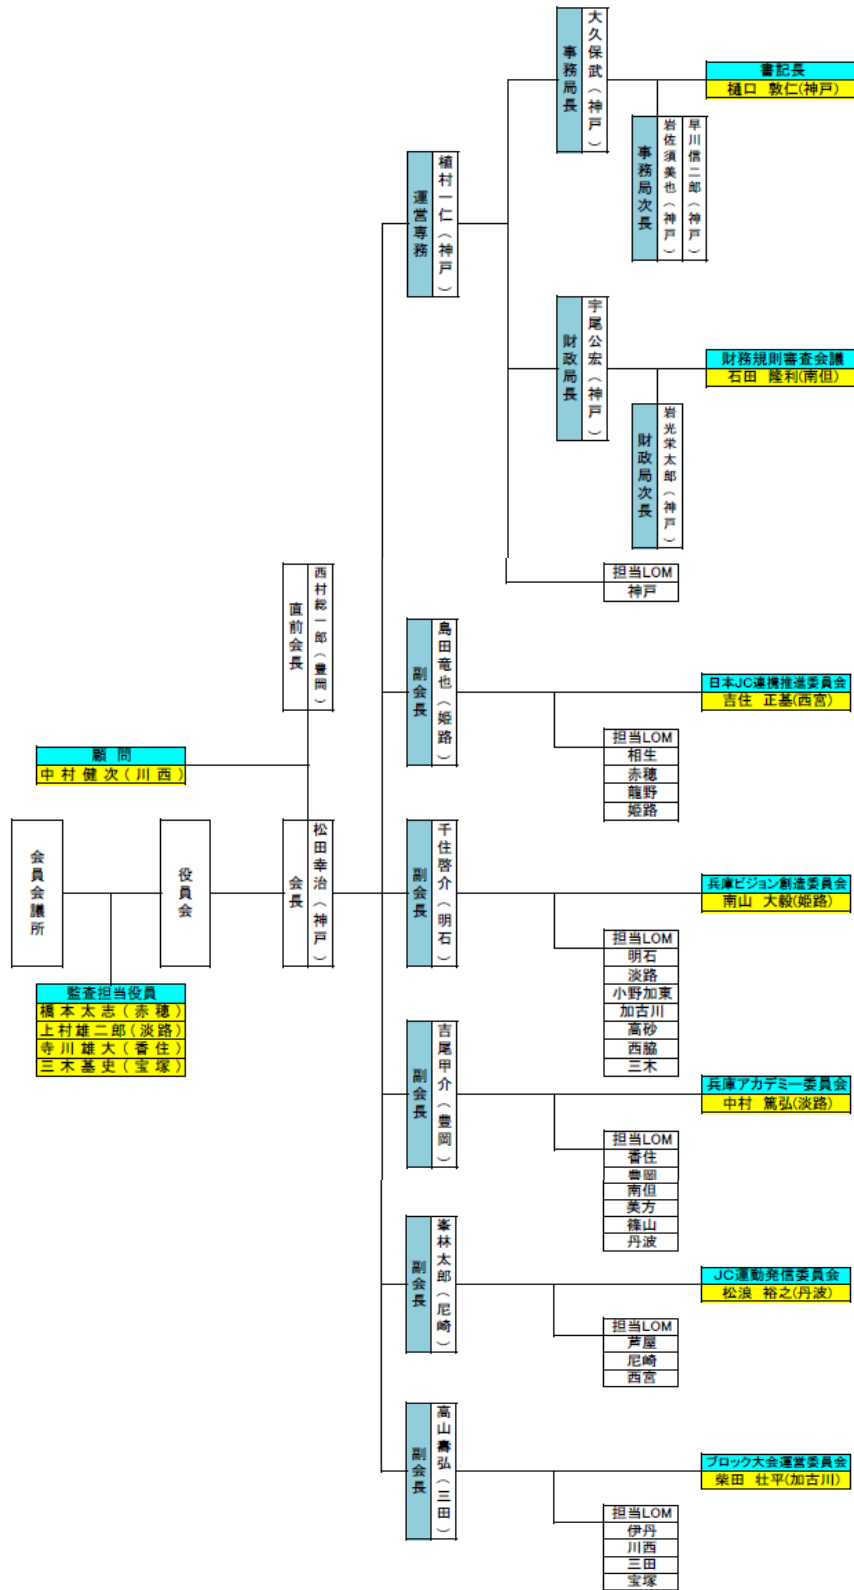 会員会議所
監査担当役員
橋本太志(赤穂)
上村雄二郎(淡路)
寺川雄大(香住)
三木基史(宝塚)
役員会
顧問
中村健次(川西)
直前会長
西村総一郎(豊岡)
会長
松田幸治(神戸)
運営専務
植村一仁(神戸)
事務局長
大久保武(神戸)
書記長
樋口 敦仁(神戸)
事務局次長
岩佐須美也(神戸)
早川信二郎(神戸)
財政局長
宇尾公宏(神戸)
財務規則審査会議
石田 隆利(南但)
財政局次長
岩光栄太郎(神戸)
担当LOM
神戸
副会長
島田竜也(姫路)
日本JC連携推進委員会
吉住 正基(西宮)
担当LOM
相生
赤穂
龍野
姫路
副会長
千住啓介(明石)
兵庫ビジョン創造委員会
南山 大毅(姫路)
担当LOM
明石
淡路
小野加東
加古川
高砂
西脇
三木
副会長
吉尾甲介(豊岡)
兵庫アカデミー委員会
中村 篤弘(淡路)
担当LOM
香住
豊岡
南但
美方
篠山
丹波
副会長
峯林太郎(尼崎)
JC運動発信委員会
松浪 裕之(丹波)
担当LOM
芦屋
尼崎
西宮
副会長
高山壽弘(三田)
ブロック大会運営委員会
柴田 壮平(加古川)
担当LOM
伊丹
川西
三田
宝塚